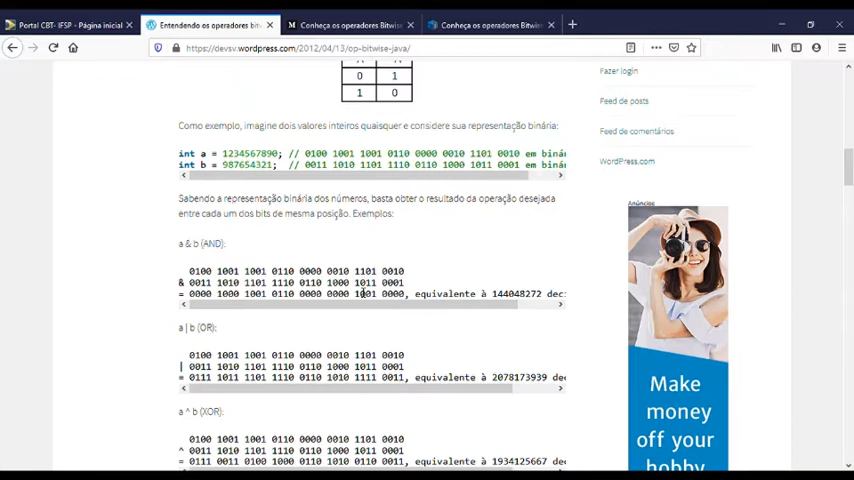 Portal CBT- IFSP - Página inicial
Entendendo os operadores bit-
Conheça os operadores Bitwise
Conheça os operadores Bitwise
https://devsv.wordpress.com/2012/04/13/op-bitwise-java/
0 1
1 0
Como exemplo, imagine dois valores inteiros quaisquer e considere sua representação binária:
int a = 1234567890; // 0100 1001 1001 0110 0000 0010 1101 0010 em biná
int b = 987654321; // 0011 1010 1101 1110 0110 1000 1011 0001 em biná
Sabendo a representação binária dos números, basta obter o resultado da operação desejada
entre cada um dos bits de mesma posição. Exemplos:
a & b (AND):
0100 1001 1001 0110 0000 0010 1101 0010
& 0011 1010 1101 1110 0110 1000 1011 0001
= 0000 1000 1001 0110 0000 0000 1001 0000, equivalente à 144048272 deci
a | b (OR):
0100 1001 1001 0110 0000 0010 1101 0010
| 0011 1010 1101 1110 0110 1000 1011 0001
= 0111 1011 1101 1110 0110 1010 1111 0011, equivalente à 2078173939 dec
a ^ b (XOR):
0100 1001 1001 0110 0000 0010 1101 0010
^ 0011 1010 1101 1110 0110 1000 1011 0001
= 0111 0011 0100 1000 0110 1010 0110 0011, equivalente à 1934125667 dec
Fazer login
Feed de posts
Feed de comentários
WordPress.com
Anúncios
Make
money
off your
hobby